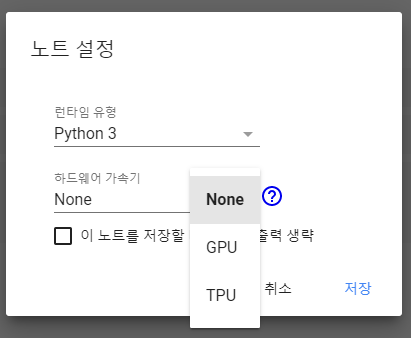 노트 설정
런타임 유형
Python 3
하드웨어 가속기
None
None
이 노트를 저장할 출력 생략
GPU
TPU
취소 저장